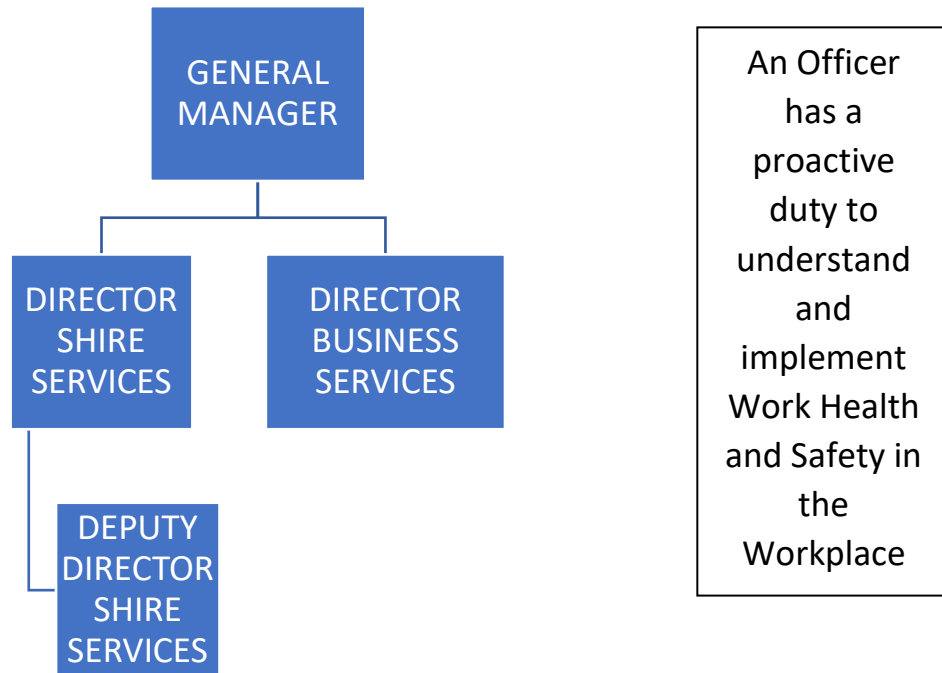 GENERAL
MANAGER
DIRECTOR
SHIRE
SERVICES
DIRECTOR
BUSINESS
SERVICES
DEPUTY
DIRECTOR
SHIRE
SERVICES
An Officer
has a
proactive
duty to
understand
and
implement
Work Health
and Safety in
the
Workplace